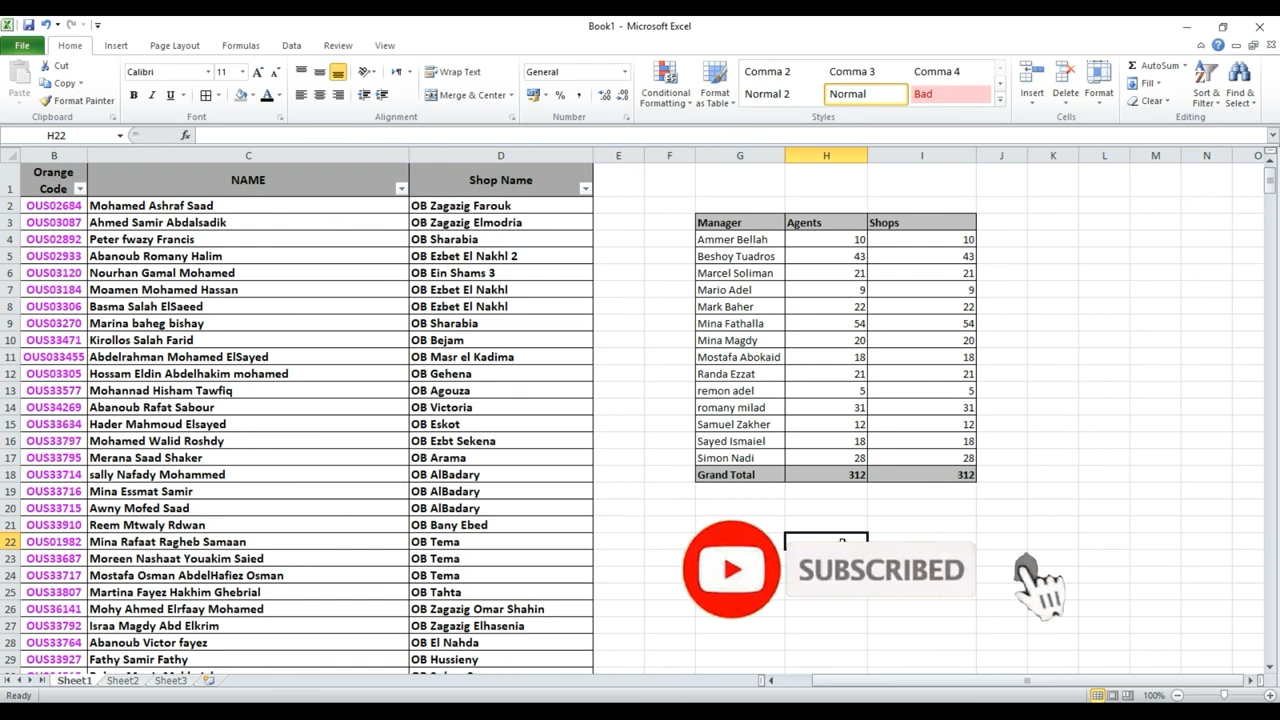 Book1 - Microsoft Excel
File Home Insert Page Layout Formulas Data Review View
Cut
Copy
Format Painter
Paste
Calibri 11
Wrap Text
Merge & Center
General
Conditional Formatting
Format as Table
Comma 2 Comma 3 Comma 4
Normal 2 Normal Bad
Insert Delete Format
AutoSum
Fill
Clear
Sort & Filter
Find & Select
Clipboard Font Alignment Number Styles Cells Editing
H22 fx
B C D E F G H I J K L M N O
1 Orange Code NAME Shop Name
2 OUS02684 Mohamed Ashraf Saad OB Zagazig Farouk
3 OUS03087 Ahmed Samir Abdalsadik OB Zagazig Elmodria Manager Agents Shops
4 OUS02892 Peter fwazy Francis OB Sharabia Ammer Bellah 10 10
5 OUS02933 Abanoub Romany Halim OB Ezbet El Nakhl 2 Beshoy Tuadros 43 43
6 OUS03120 Nourhan Gamal Mohamed OB Ein Shams 3 Marcel Soliman 21 21
7 OUS03184 Moamen Mohamed Hassan OB Ezbet El Nakhl Mario Adel 9 9
8 OUS03306 Basma Salah ElSaeed OB Ezbet El Nakhl Mark Baher 22 22
9 OUS03270 Marina baheg bishay OB Sharabia Mina Fathalla 54 54
10 OUS33471 Kirollos Salah Farid OB Bejam Mina Magdy 20 20
11 OUS033455 Abdelrahman Mohamed ElSayed OB Masr el Kadima Mostafa Abokaid 18 18
12 OUS03305 Hossam Eldin Abdelhakim mohamed OB Gehena Randa Ezzat 21 21
13 OUS33577 Mohannad Hisham Tawfiq OB Agouza remon adel 5 5
14 OUS34269 Abanoub Rafat Sabour OB Victoria romany milad 31 31
15 OUS33634 Hader Mahmoud Elsayed OB Eskot Samuel Zakher 12 12
16 OUS33797 Mohamed Walid Roshdy OB Ezbt Sekena Sayed Ismaiel 18 18
17 OUS33795 Merana Saad Shaker OB Arama Simon Nadi 28 28
18 OUS33714 sally Nafady Mohammed OB AlBadary Grand Total 312 312
19 OUS33716 Mina Essmat Samir OB AlBadary
20 OUS33715 Awny Mofed Saad OB AlBadary
21 OUS33910 Reem Mtwaly Rdwan OB Bany Ebed
22 OUS01982 Mina Rafaat Ragheb Samaan OB Tema
23 OUS33687 Moreen Nashaat Youakim Saied OB Tema
24 OUS33717 Mostafa Osman AbdelHafiez Osman OB Tema
25 OUS33807 Martina Fayez Hakhim Ghebrial OB Tahta
26 OUS36141 Mohy Ahmed Elrfaay Mohamed OB Zagazig Omar Shahin
27 OUS33792 Israa Magdy Abd Elkrim OB Zagazig Elhasenia
28 OUS33764 Abanoub Victor fayez OB El Nahda
29 OUS33927 Fathy Samir Fathy OB Hussieny
SUBSCRIBED
Sheet1 Sheet2 Sheet3
Ready 100%